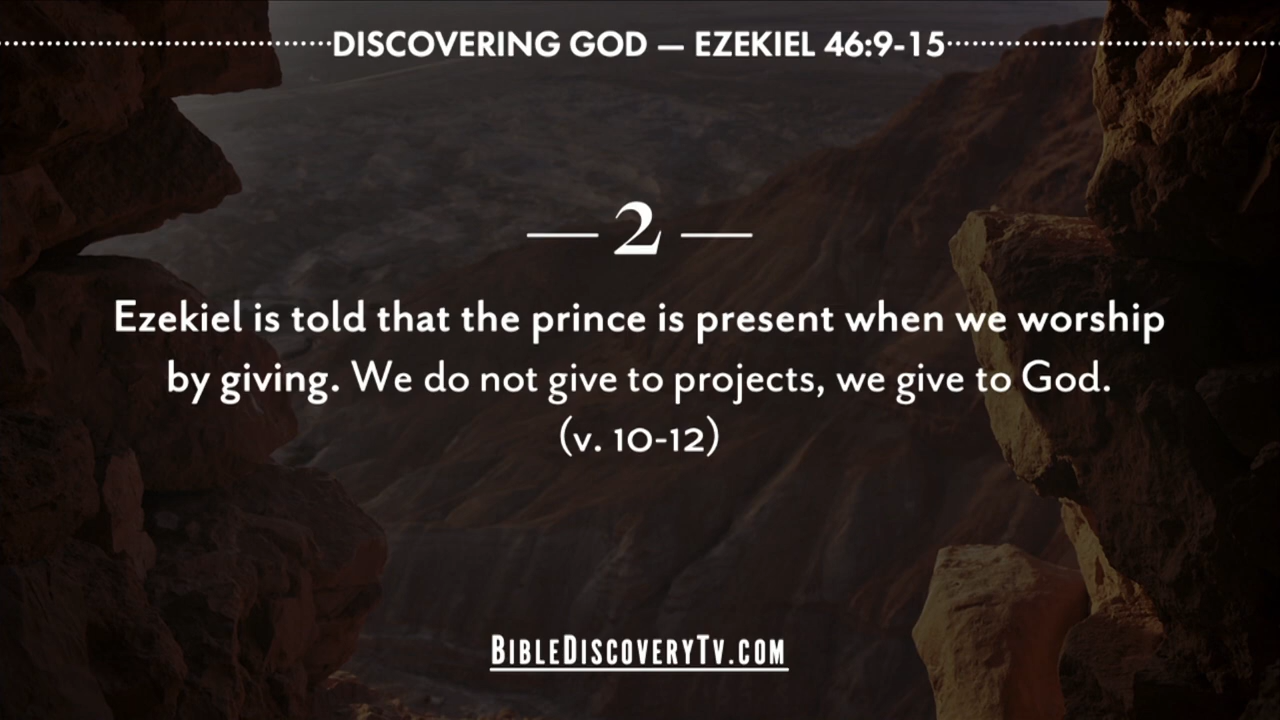 DISCOVERING GOD — EZEKIEL 46:9-15
— 2 —
Ezekiel is told that the prince is present when we worship
by giving. We do not give to projects, we give to God.
(v. 10-12)
BIBLEDISCOVERYTV.COM